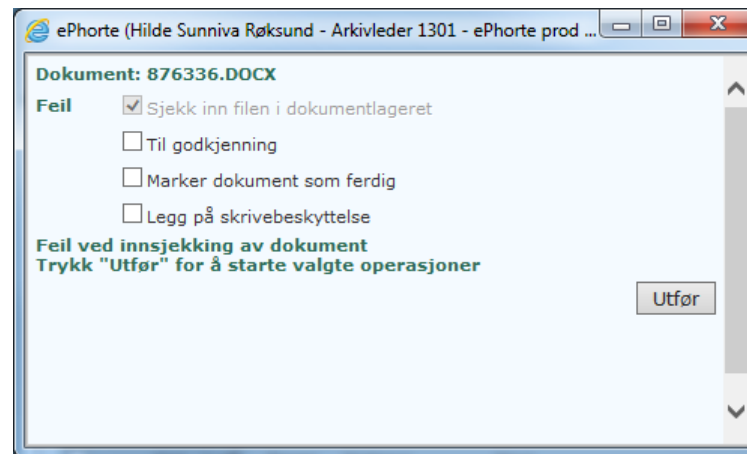 ePhorte (Hilde Sunniva Røksund - Arkivleder 1301 - ePhorte prod ...
Dokument: 876336.DOCX
Feil Sjekk inn filen i dokumentlageret
Til godkjenning
Marker dokument som ferdig
Legg på skrivebeskyttelse
Feil ved innsjekking av dokument
Trykk "Utfør" for å starte valgte operasjoner
Utfør